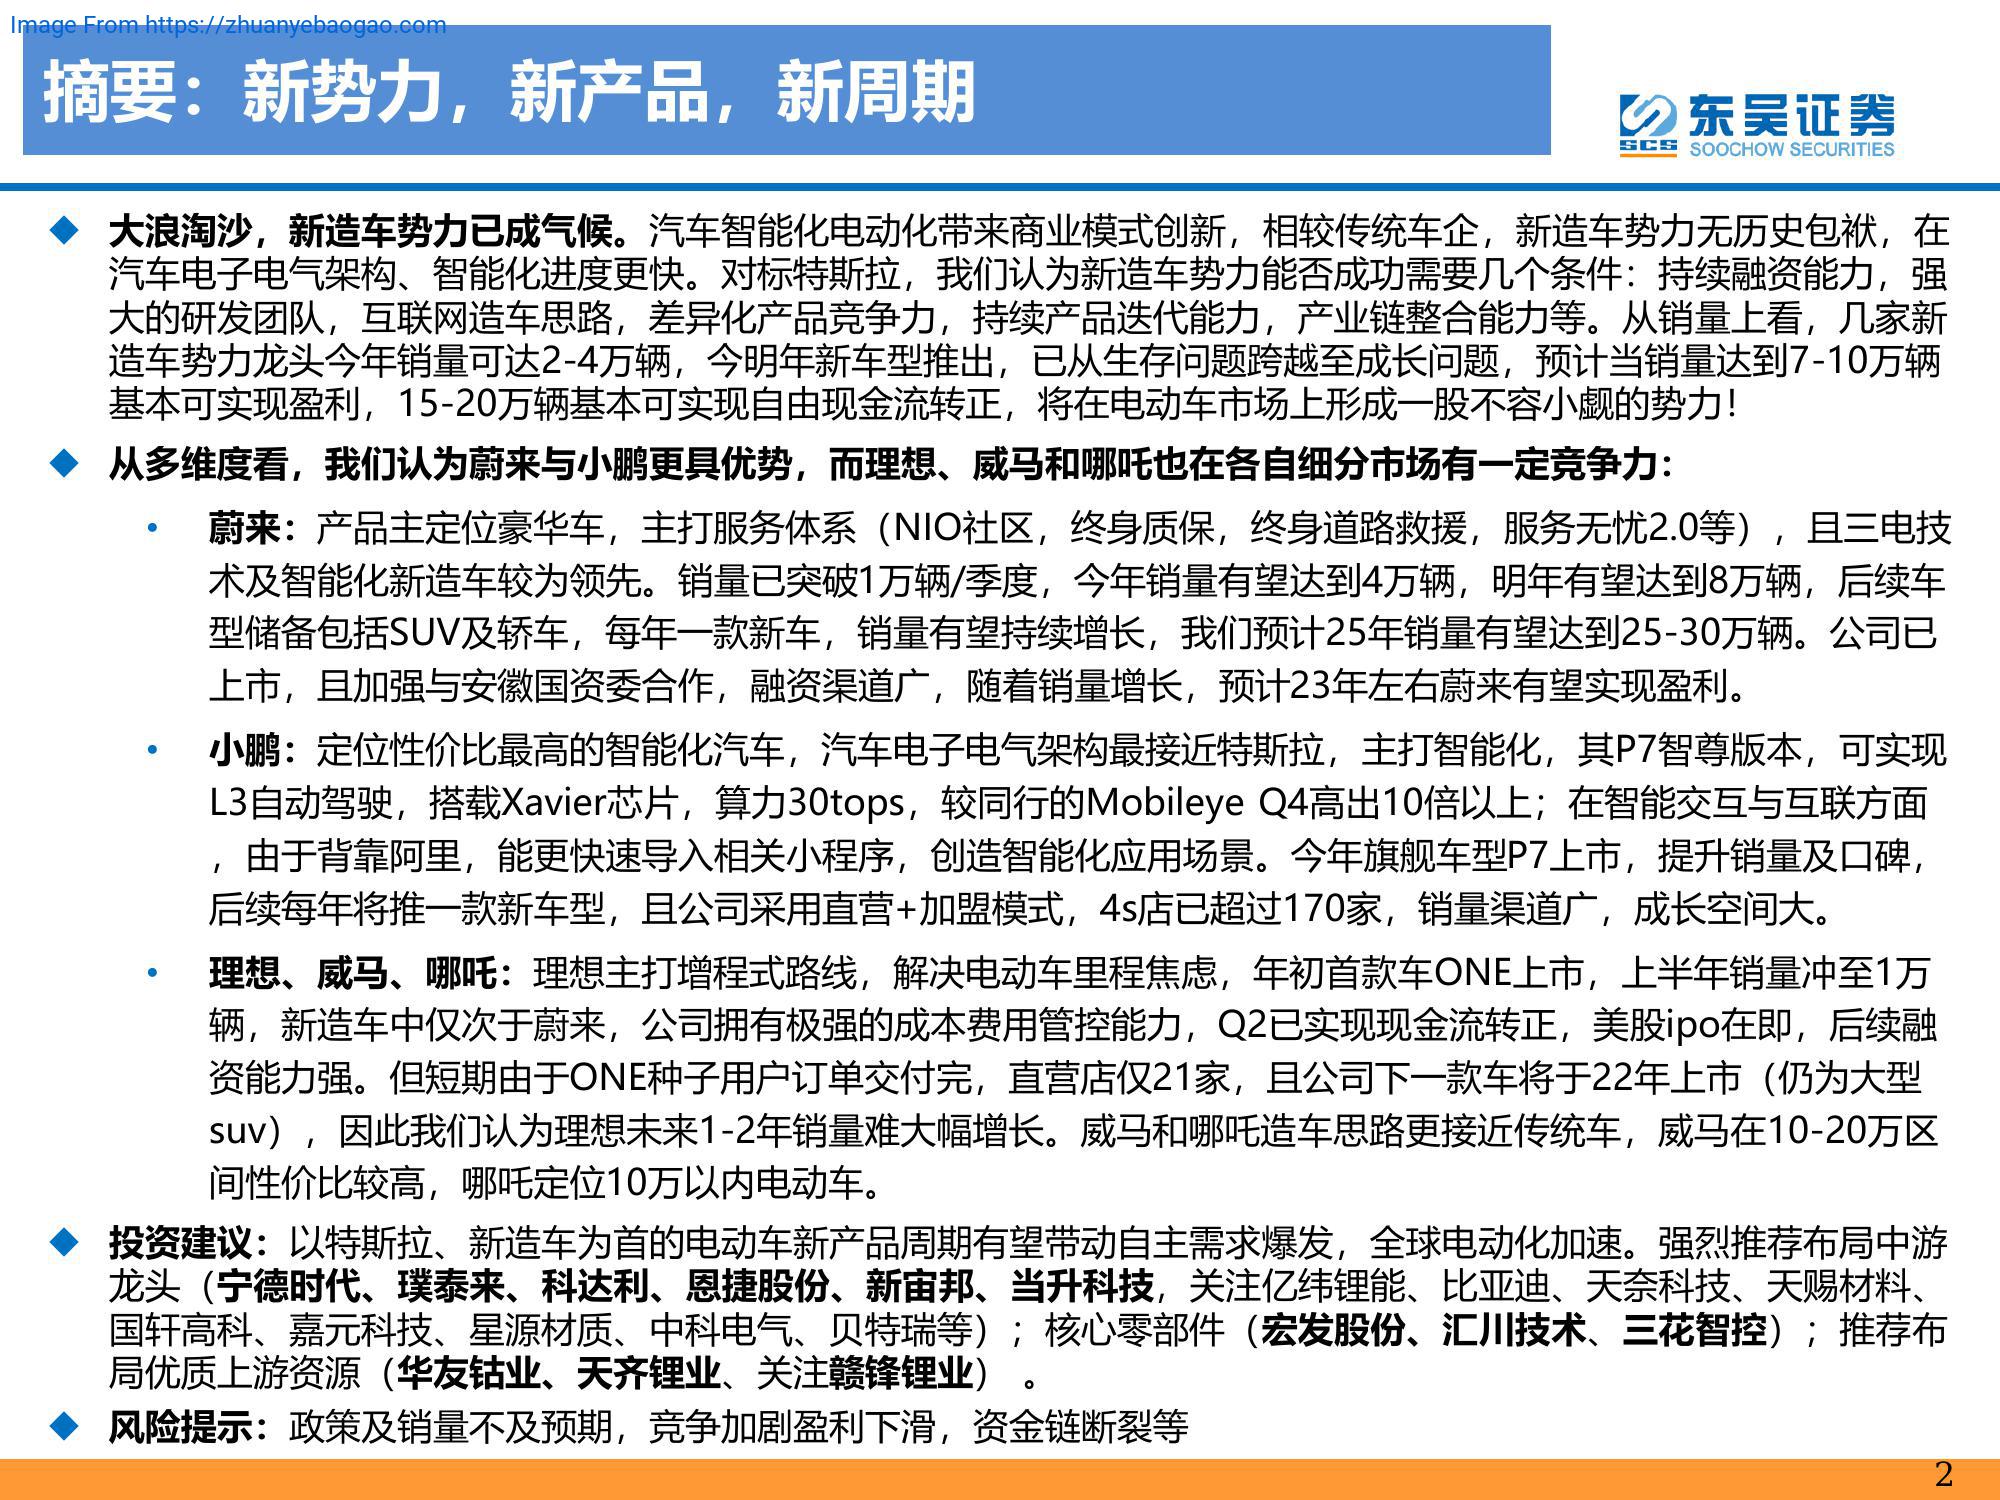 Image From https://zhuanyebaogao.com
摘要：新势力，新产品，新周期
东吴证券
SCS
SOOCHOW SECURITIES
大浪淘沙，新造车势力已成气候。汽车智能化电动化带来商业模式创新，相较传统车企，新造车势力无历史包袱，在
汽车电子电气架构、智能化进度更快。对标特斯拉，我们认为新造车势力能否成功需要几个条件：持续融资能力，强
大的研发团队，互联网造车思路，差异化产品竞争力，持续产品迭代能力，产业链整合能力等。从销量上看，几家新
造车势力龙头今年销量可达2-4万辆，今明年新车型推出，已从生存问题跨越至成长问题，预计当销量达到7-10万辆
基本可实现盈利，15-20万辆基本可实现自由现金流转正，将在电动车市场上形成一股不容小觑的势力！
从多维度看，我们认为蔚来与小鹏更具优势，而理想、威马和哪吒也在各自细分市场有一定竞争力：
蔚来：产品主定位豪华车，主打服务体系（NIO社区，终身质保，终身道路救援，服务无忧2.0等），且三电技
术及智能化新造车较为领先。销量已突破1万辆/季度，今年销量有望达到4万辆，明年有望达到8万辆，后续车
型储备包括SUV及轿车，每年一款新车，销量有望持续增长，我们预计25年销量有望达到25-30万辆。公司已
上市，且加强与安徽国资委合作，融资渠道广，随着销量增长，预计23年左右蔚来有望实现盈利。
小鹏：定位性价比最高的智能化汽车，汽车电子电气架构最接近特斯拉，主打智能化，其P7智尊版本，可实现
L3自动驾驶，搭载Xavier芯片，算力30tops，较同行的Mobileye Q4高出10倍以上；在智能交互与互联方面
，由于背靠阿里，能更快速导入相关小程序，创造智能化应用场景。今年旗舰车型P7上市，提升销量及口碑，
后续每年将推一款新车型，且公司采用直营+加盟模式，4s店已超过170家，销量渠道广，成长空间大。
理想、威马、哪吒：理想主打增程式路线，解决电动车里程焦虑，年初首款车ONE上市，上半年销量冲至1万
辆，新造车中仅次于蔚来，公司拥有极强的成本费用管控能力，Q2已实现现金流转正，美股ipo在即，后续融
资能力强。但短期由于ONE种子用户订单交付完，直营店仅21家，且公司下一款车将于22年上市（仍为大型
suv），因此我们认为理想未来1-2年销量难大幅增长。威马和哪吒造车思路更接近传统车，威马在10-20万区
间性价比较高，哪吒定位10万以内电动车。
投资建议：以特斯拉、新造车为首的电动车新产品周期有望带动自主需求爆发，全球电动化加速。强烈推荐布局中游
龙头（宁德时代、璞泰来、科达利、恩捷股份、新宙邦、当升科技，关注亿纬锂能、比亚迪、天奈科技、天赐材料、
国轩高科、嘉元科技、星源材质、中科电气、贝特瑞等）；核心零部件（宏发股份、汇川技术、三花智控）；推荐布
局优质上游资源（华友钴业、天齐锂业、关注赣锋锂业） 。
风险提示：政策及销量不及预期，竞争加剧盈利下滑，资金链断裂等
2